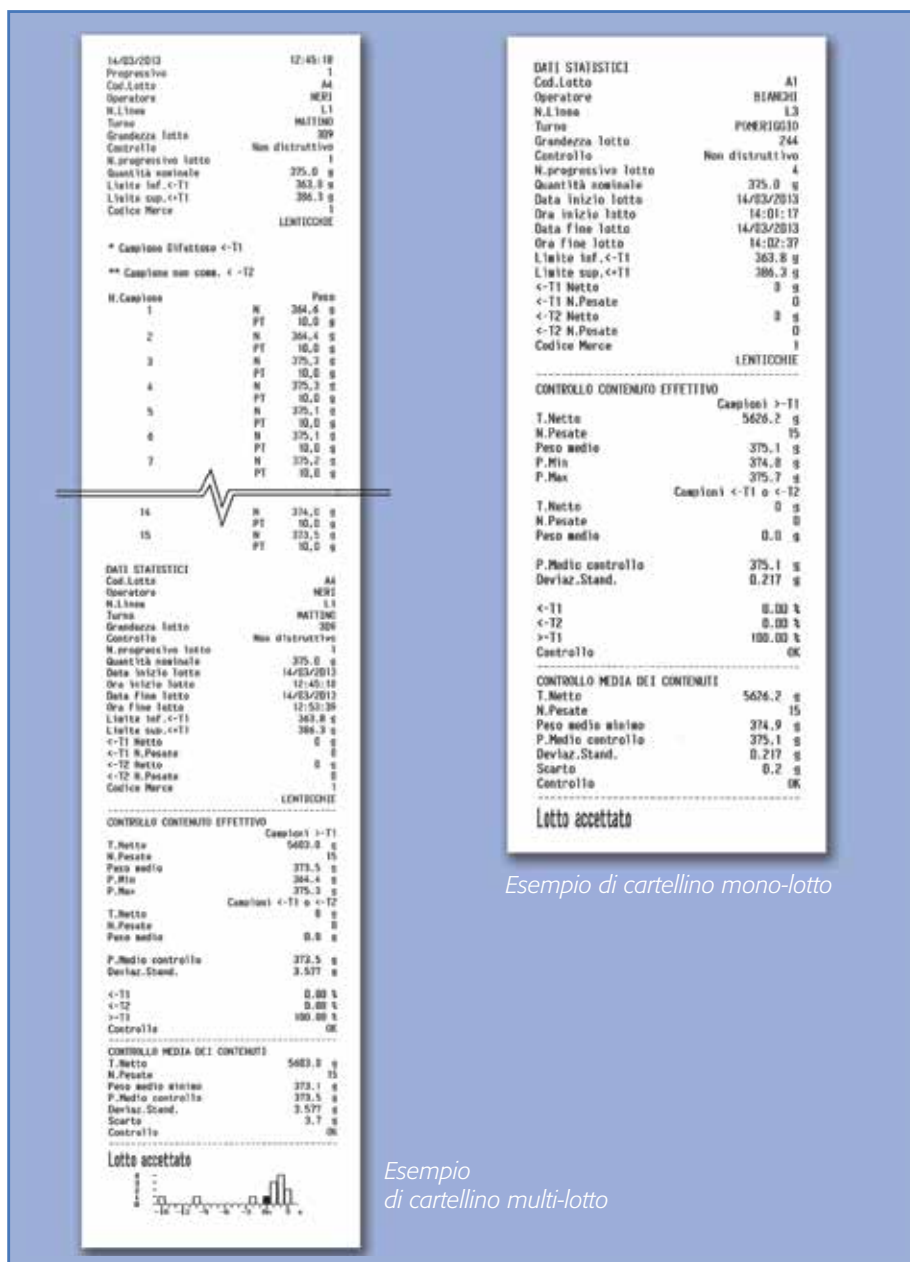 14/03/2013 12:45:18
Progressivo 1
Cod.Lotto A4
Operatore NERI
N.Linea L1
Turno MATTINO
Grandezza lotto 309
Controllo Non distruttivo
N.progressivo lotto 1
Quantità nominale 375.0 g
Limite inf.<-T1 363.8 g
Limite sup.<+T1 386.3 g
Codice Merce 1
LENTICCHIE
* Campione Difettoso <-T1
** Campione non comm. < -T2
N.Campione Peso
1 N 364,6 g
PT 10,0 g
2 N 364,4 g
PT 10,0 g
3 N 375,3 g
PT 10,0 g
4 N 375,3 g
PT 10,0 g
5 N 375,1 g
PT 10,0 g
6 N 375,1 g
PT 10,0 g
7 N 375,2 g
PT 10,0 g
14 N 374,0 g
PT 10,0 g
15 N 373,5 g
PT 10,0 g
DATI STATISTICI
Cod.Lotto A4
Operatore NERI
N.Linea L1
Turno MATTINO
Grandezza lotto 309
Controllo Non distruttivo
N.progressivo lotto 1
Quantità nominale 375.0 g
Data inizio lotto 14/03/2013
Ora inizio lotto 12:45:18
Data fine lotto 14/03/2013
Ora fine lotto 12:53:39
Limite inf.<-T1 363.8 g
Limite sup.<+T1 386.3 g
<-T1 Netto 0 g
<-T1 N.Pesate 0
<-T2 Netto 0 g
<-T2 N.Pesate 0
Codice Merce 1
LENTICCHIE
CONTROLLO CONTENUTO EFFETTIVO
Campioni >-T1
T.Netto 5603.0 g
N.Pesate 15
Peso medio 373.5 g
P.Min 364.4 g
P.Max 375.3 g
Campioni <-T1 o <-T2
T.Netto 0 g
N.Pesate 0
Peso medio 0.0 g
P.Medio controllo 373.5 g
Deviaz.Stand. 3.577 g
<-T1 0.00 %
<-T2 0.00 %
>-T1 100.00 %
Controllo OK
CONTROLLO MEDIA DEI CONTENUTI
T.Netto 5603.0 g
N.Pesate 15
Peso medio minimo 373.1 g
P.Medio controllo 373.5 g
Deviaz.Stand. 3.577 g
Scarto 3.7 g
Controllo OK
Lotto accettato
Esempio
di cartellino multi-lotto
DATI STATISTICI
Cod.Lotto A1
Operatore BIANCHI
N.Linea L3
Turno POMERIGGIO
Grandezza lotto 244
Controllo Non distruttivo
N.progressivo lotto 4
Quantità nominale 375.0 g
Data inizio lotto 14/03/2013
Ora inizio lotto 14:01:17
Data fine lotto 14/03/2013
Ora fine lotto 14:02:37
Limite inf.<-T1 363.8 g
Limite sup.<+T1 386.3 g
<-T1 Netto 0 g
<-T1 N.Pesate 0
<-T2 Netto 0 g
<-T2 N.Pesate 0
Codice Merce 1
LENTICCHIE
CONTROLLO CONTENUTO EFFETTIVO
Campioni >-T1
T.Netto 5626.2 g
N.Pesate 15
Peso medio 375.1 g
P.Min 374.8 g
P.Max 375.7 g
Campioni <-T1 o <-T2
T.Netto 0 g
N.Pesate 0
Peso medio 0.0 g
P.Medio controllo 375.1 g
Deviaz.Stand. 0.217 g
<-T1 0.00 %
<-T2 0.00 %
>-T1 100.00 %
Controllo OK
CONTROLLO MEDIA DEI CONTENUTI
T.Netto 5626.2 g
N.Pesate 15
Peso medio minimo 374.9 g
P.Medio controllo 375.1 g
Deviaz.Stand. 0.217 g
Scarto 0.2 g
Controllo OK
Lotto accettato
Esempio di cartellino mono-lotto